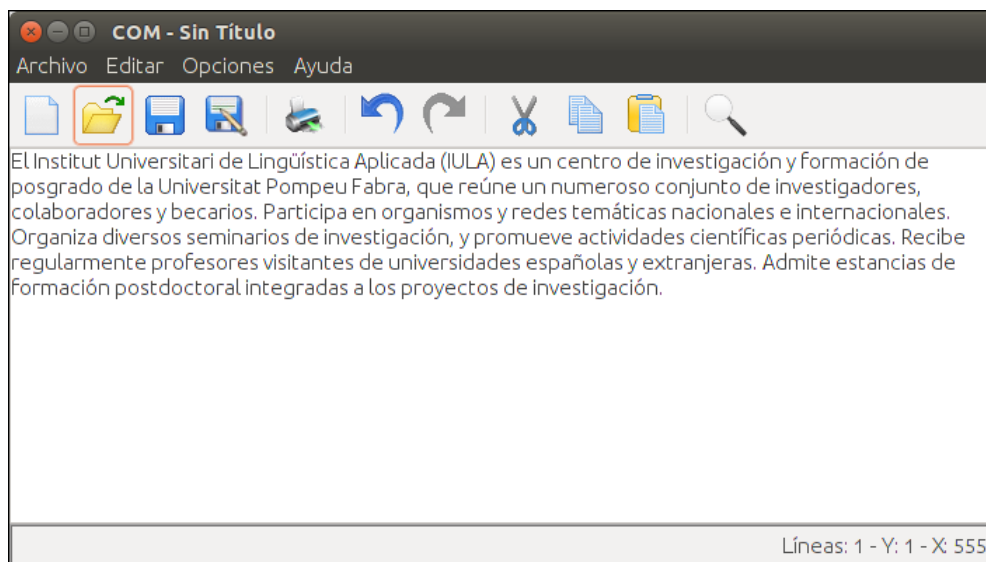 COM - Sin Título
Archivo Editar Opciones Ayuda
El Institut Universitari de Lingüística Aplicada (IULA) es un centro de investigación y formación de
posgrado de la Universitat Pompeu Fabra, que reúne un numeroso conjunto de investigadores,
colaboradores y becarios. Participa en organismos y redes temáticas nacionales e internacionales.
Organiza diversos seminarios de investigación, y promueve actividades científicas periódicas. Recibe
regularmente profesores visitantes de universidades españolas y extranjeras. Admite estancias de
formación postdoctoral integradas a los proyectos de investigación.
Líneas: 1 - Y: 1 - X: 555